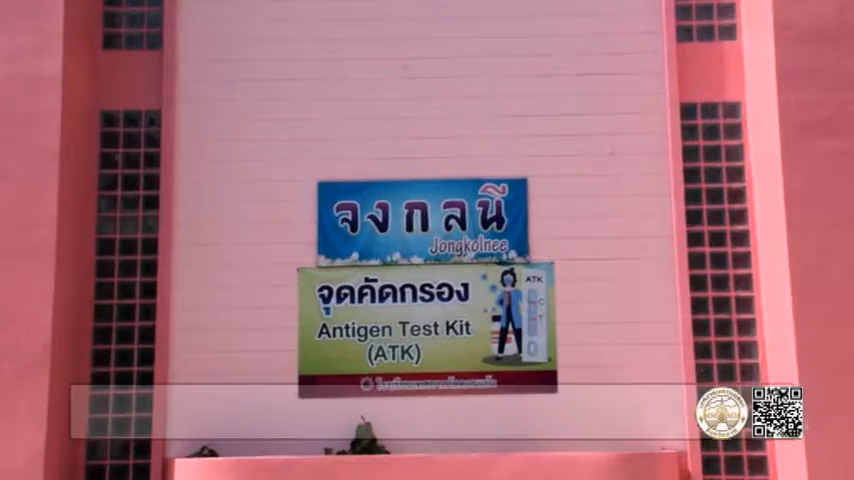 จงกลนี
Jongkolnee
จุดคัดกรอง
Antigen Test Kit
(ATK)
ATK
C
T